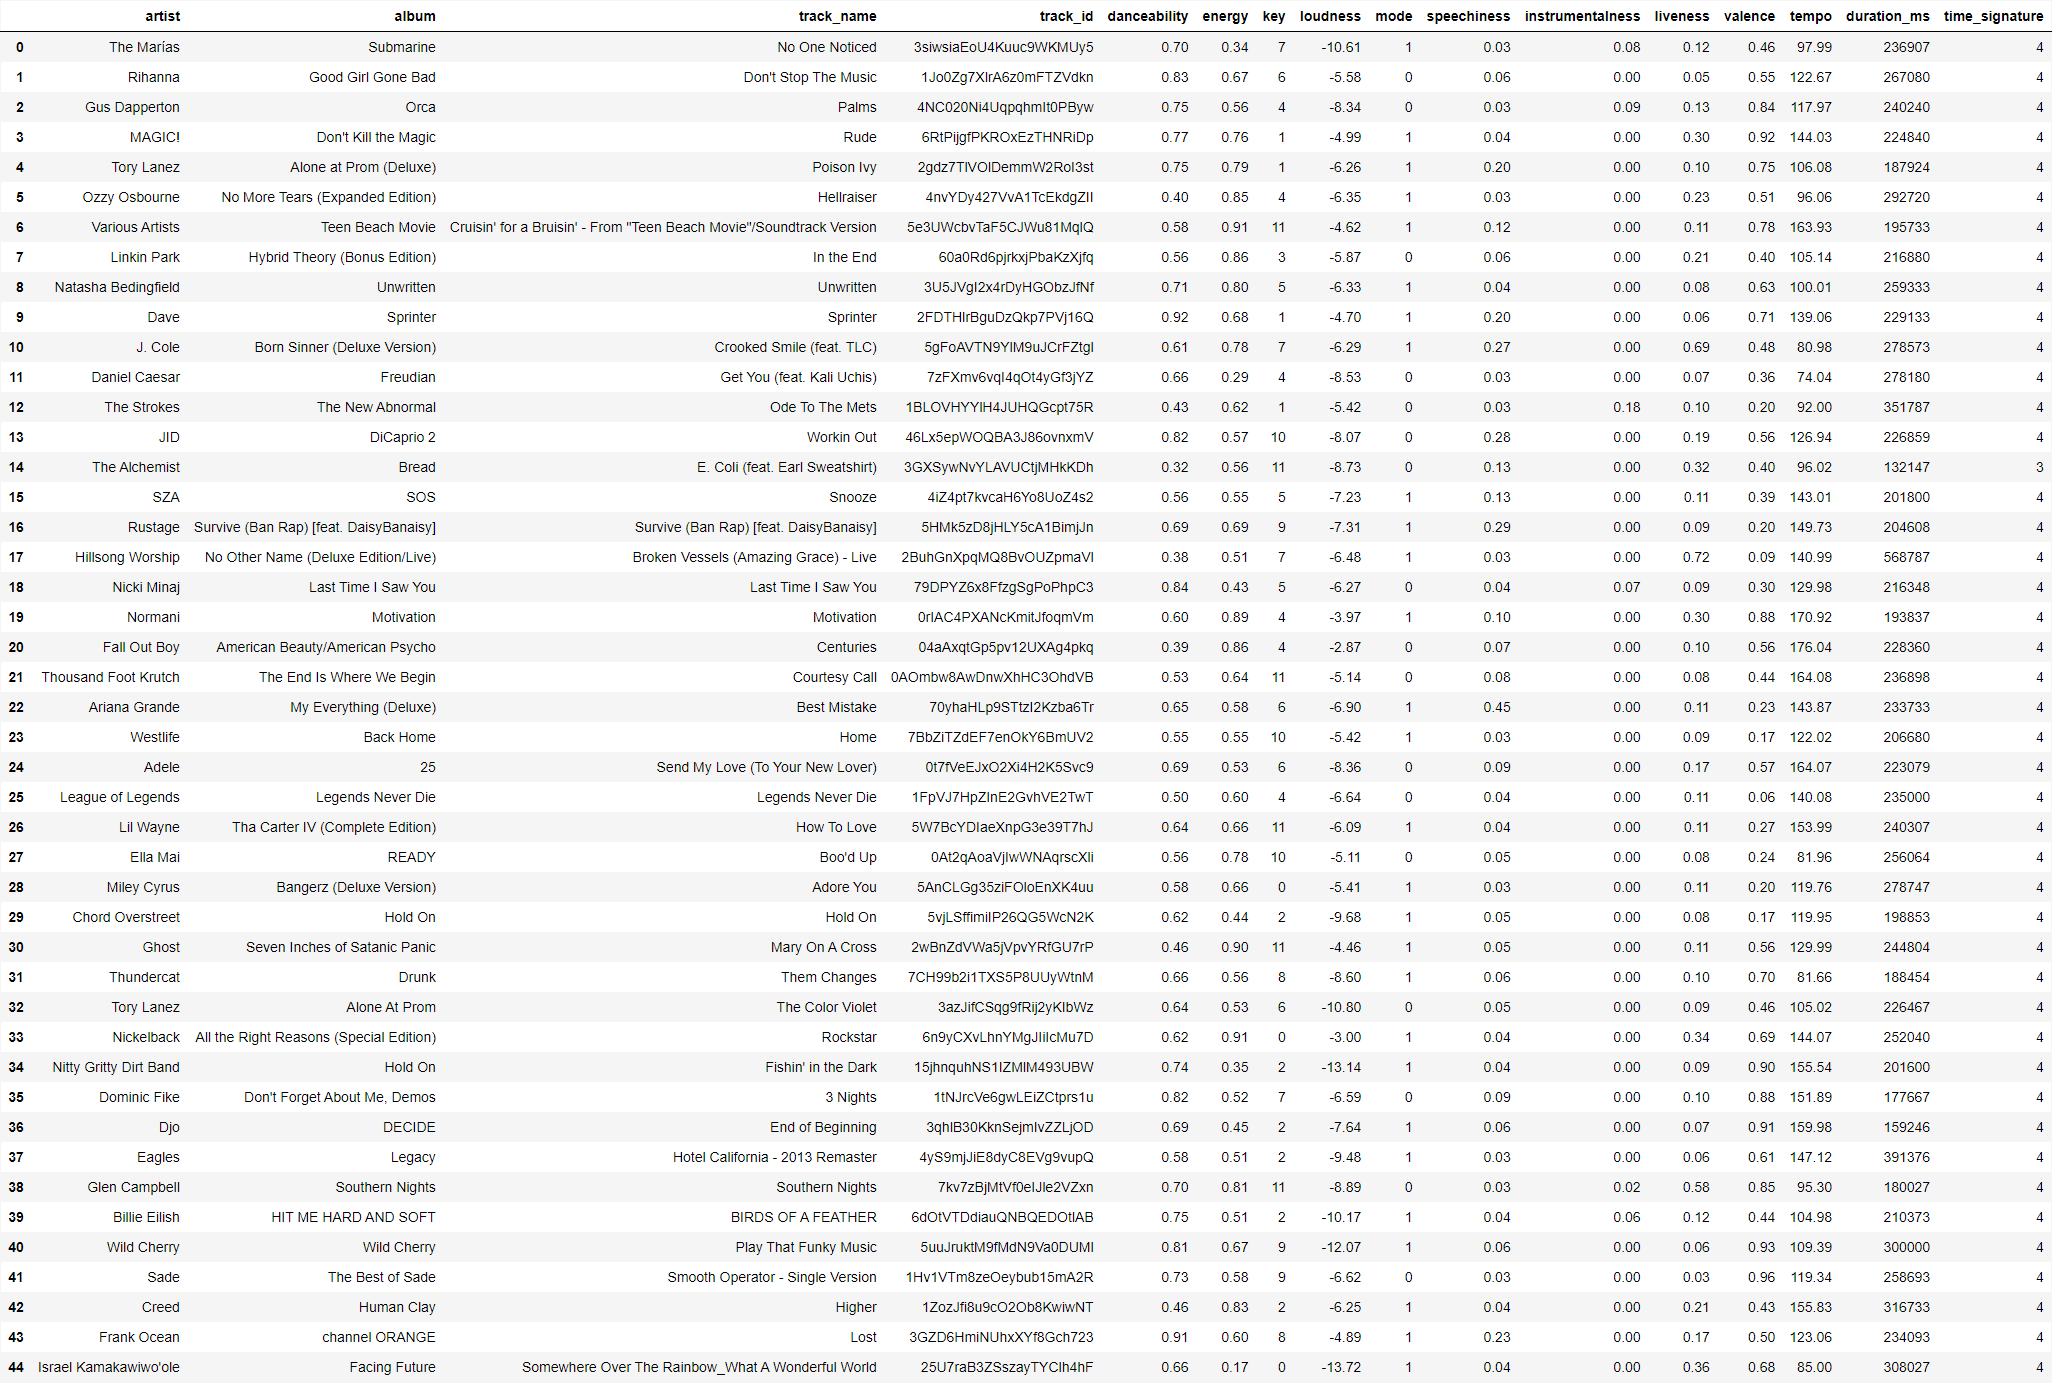 artist album track_name track_id danceability energy key loudness mode speechiness instrumentalness liveness valence tempo duration_ms time_signature
0 The Marías Submarine No One Noticed 3siwsiaEoU4Kuuc9WKMUy5 0.70 0.34 7 -10.61 1 0.03 0.08 0.12 0.46 97.99 236907 4
1 Rihanna Good Girl Gone Bad Don't Stop The Music 1Jo0Zg7XlrA6z0mFTZVdkn 0.83 0.67 6 -5.58 0 0.06 0.00 0.05 0.55 122.67 267080 4
2 Gus Dapperton Orca Palms 4NC020Ni4UqpqhmIt0PByw 0.75 0.56 4 -8.34 0 0.03 0.09 0.13 0.84 117.97 240240 4
3 MAGIC! Don't Kill the Magic Rude 6RtPijgfPKROxEzTHNRiDp 0.77 0.76 1 -4.99 1 0.04 0.00 0.30 0.92 144.03 224840 4
4 Tory Lanez Alone at Prom (Deluxe) Poison Ivy 2gdz7TlVOlDemmW2RoI3st 0.75 0.79 1 -6.26 1 0.20 0.00 0.10 0.75 106.08 187924 4
5 Ozzy Osbourne No More Tears (Expanded Edition) Hellraiser 4nvYDy427VvA1TcEkdgZII 0.40 0.85 4 -6.35 1 0.03 0.00 0.23 0.51 96.06 292720 4
6 Various Artists Teen Beach Movie Cruisin' for a Bruisin' - From "Teen Beach Movie"/Soundtrack Version 5e3UWcbvTaF5CJWu81MqlQ 0.58 0.91 11 -4.62 1 0.12 0.00 0.11 0.78 163.93 195733 4
7 Linkin Park Hybrid Theory (Bonus Edition) In the End 60a0Rd6pjrkxjPbaKzXjfq 0.56 0.86 3 -5.87 0 0.06 0.00 0.21 0.40 105.14 216880 4
8 Natasha Bedingfield Unwritten Unwritten 3U5JVgI2x4rDyHGObzJfNf 0.71 0.80 5 -6.33 1 0.04 0.00 0.08 0.63 100.01 259333 4
9 Dave Sprinter Sprinter 2FDTHlrBguDzQkp7PVj16Q 0.92 0.68 1 -4.70 1 0.20 0.00 0.06 0.71 139.06 229133 4
10 J. Cole Born Sinner (Deluxe Version) Crooked Smile (feat. TLC) 5gFoAVTN9YIM9uJCrFZtgI 0.61 0.78 7 -6.29 1 0.27 0.00 0.69 0.48 80.98 278573 4
11 Daniel Caesar Freudian Get You (feat. Kali Uchis) 7zFXmv6vqI4qOt4yGf3jYZ 0.66 0.29 4 -8.53 0 0.03 0.00 0.07 0.36 74.04 278180 4
12 The Strokes The New Abnormal Ode To The Mets 1BLOVHYYIH4JUHQGcpt75R 0.43 0.62 1 -5.42 0 0.03 0.18 0.10 0.20 92.00 351787 4
13 JID DiCaprio 2 Workin Out 46Lx5epWOQBA3J86ovnxmV 0.82 0.57 10 -8.07 0 0.28 0.00 0.19 0.56 126.94 226859 4
14 The Alchemist Bread E. Coli (feat. Earl Sweatshirt) 3GXSywNvYLAVUCtjMHkKDh 0.32 0.56 11 -8.73 0 0.13 0.00 0.32 0.40 96.02 132147 3
15 SZA SOS Snooze 4iZ4pt7kvcaH6Yo8UoZ4s2 0.56 0.55 5 -7.23 1 0.13 0.00 0.11 0.39 143.01 201800 4
16 Rustage Survive (Ban Rap) [feat. DaisyBanaisy] Survive (Ban Rap) [feat. DaisyBanaisy] 5HMk5zD8jHLY5cA1BimjJn 0.69 0.69 9 -7.31 1 0.29 0.00 0.09 0.20 149.73 204608 4
17 Hillsong Worship No Other Name (Deluxe Edition/Live) Broken Vessels (Amazing Grace) - Live 2BuhGnXpqMQ8BvOUZpmaVl 0.38 0.51 7 -6.48 1 0.03 0.00 0.72 0.09 140.99 568787 4
18 Nicki Minaj Last Time I Saw You Last Time I Saw You 79DPYZ6x8FfzgSgPoPhpC3 0.84 0.43 5 -6.27 0 0.04 0.07 0.09 0.30 129.98 216348 4
19 Normani Motivation Motivation 0rIAC4PXANcKmitJfoqmVm 0.60 0.89 4 -3.97 1 0.10 0.00 0.30 0.88 170.92 193837 4
20 Fall Out Boy American Beauty/American Psycho Centuries 04aAxqtGp5pv12UXAg4pkq 0.39 0.86 4 -2.87 0 0.07 0.00 0.10 0.56 176.04 228360 4
21 Thousand Foot Krutch The End Is Where We Begin Courtesy Call 0AOmbw8AwDnwXhHC3OhdVB 0.53 0.64 11 -5.14 0 0.08 0.00 0.08 0.44 164.08 236898 4
22 Ariana Grande My Everything (Deluxe) Best Mistake 70yhaHLp9STtzI2Kzba6Tr 0.65 0.58 6 -6.90 1 0.45 0.00 0.11 0.23 143.87 233733 4
23 Westlife Back Home Home 7BbZiTZdEF7enOkY6BmUV2 0.55 0.55 10 -5.42 1 0.03 0.00 0.09 0.17 122.02 206680 4
24 Adele 25 Send My Love (To Your New Lover) 0t7fVeEJxO2Xi4H2K5Svc9 0.69 0.53 6 -8.36 0 0.09 0.00 0.17 0.57 164.07 223079 4
25 League of Legends Legends Never Die Legends Never Die 1FpVJ7HpZInE2GvhVE2TwT 0.50 0.60 4 -6.64 0 0.04 0.00 0.11 0.06 140.08 235000 4
26 Lil Wayne Tha Carter IV (Complete Edition) How To Love 5W7BcYDIaeXnpG3e39T7hJ 0.64 0.66 11 -6.09 1 0.04 0.00 0.11 0.27 153.99 240307 4
27 Ella Mai READY Boo'd Up 0At2qAoaVjIwWNAqrscXli 0.56 0.78 10 -5.11 0 0.05 0.00 0.08 0.24 81.96 256064 4
28 Miley Cyrus Bangerz (Deluxe Version) Adore You 5AnCLGg35ziFOloEnXK4uu 0.58 0.66 0 -5.41 1 0.03 0.00 0.11 0.20 119.76 278747 4
29 Chord Overstreet Hold On Hold On 5vjLSffimiIP26QG5WcN2K 0.62 0.44 2 -9.68 1 0.05 0.00 0.08 0.17 119.95 198853 4
30 Ghost Seven Inches of Satanic Panic Mary On A Cross 2wBnZdVWa5jVpvYRfGU7rP 0.46 0.90 11 -4.46 1 0.05 0.00 0.11 0.56 129.99 244804 4
31 Thundercat Drunk Them Changes 7CH99b2i1TXS5P8UUyWtnM 0.66 0.56 8 -8.60 1 0.06 0.00 0.10 0.70 81.66 188454 4
32 Tory Lanez Alone At Prom The Color Violet 3azJifCSqg9fRij2yKIbWz 0.64 0.53 6 -10.80 0 0.05 0.00 0.09 0.46 105.02 226467 4
33 Nickelback All the Right Reasons (Special Edition) Rockstar 6n9yCXvLhnYMgJIiIcMu7D 0.62 0.91 0 -3.00 1 0.04 0.00 0.34 0.69 144.07 252040 4
34 Nitty Gritty Dirt Band Hold On Fishin' in the Dark 15jhnquhNS1IZMlM493UBW 0.74 0.35 2 -13.14 1 0.04 0.00 0.09 0.90 155.54 201600 4
35 Dominic Fike Don't Forget About Me, Demos 3 Nights 1tNJrcVe6gwLEiZCtprs1u 0.82 0.52 7 -6.59 0 0.09 0.00 0.10 0.88 151.89 177667 4
36 Djo DECIDE End of Beginning 3qhlB30KknSejmIvZZLjOD 0.69 0.45 2 -7.64 1 0.06 0.00 0.07 0.91 159.98 159246 4
37 Eagles Legacy Hotel California - 2013 Remaster 4yS9mjJiE8dyC8EVg9vupQ 0.58 0.51 2 -9.48 1 0.03 0.00 0.06 0.61 147.12 391376 4
38 Glen Campbell Southern Nights Southern Nights 7kv7zBjMtVf0eIJle2VZxn 0.70 0.81 11 -8.89 0 0.03 0.02 0.58 0.85 95.30 180027 4
39 Billie Eilish HIT ME HARD AND SOFT BIRDS OF A FEATHER 6dOtVTDdiauQNBQEDOtlAB 0.75 0.51 2 -10.17 1 0.04 0.06 0.12 0.44 104.98 210373 4
40 Wild Cherry Wild Cherry Play That Funky Music 5uuJruktM9fMdN9Va0DUMl 0.81 0.67 9 -12.07 1 0.06 0.00 0.06 0.93 109.39 300000 4
41 Sade The Best of Sade Smooth Operator - Single Version 1Hv1VTm8zeOeybub15mA2R 0.73 0.58 9 -6.62 0 0.03 0.00 0.03 0.96 119.34 258693 4
42 Creed Human Clay Higher 1ZozJfi8u9cO2Ob8KwiwNT 0.46 0.83 2 -6.25 1 0.04 0.00 0.21 0.43 155.83 316733 4
43 Frank Ocean channel ORANGE Lost 3GZD6HmiNUhxXYf8Gch723 0.91 0.60 8 -4.89 1 0.23 0.00 0.17 0.50 123.06 234093 4
44 Israel Kamakawiwo'ole Facing Future Somewhere Over The Rainbow_What A Wonderful World 25U7raB3ZSszayTYClh4hF 0.66 0.17 0 -13.72 1 0.04 0.00 0.36 0.68 85.00 308027 4